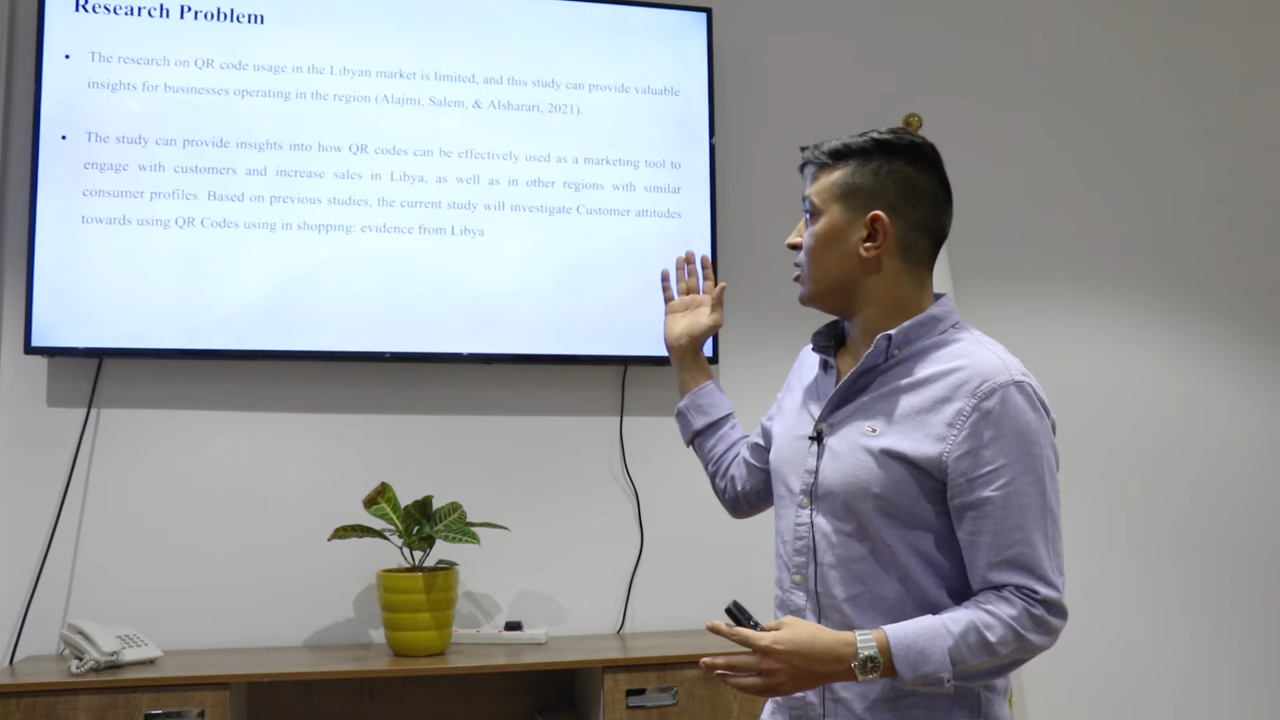 Research Problem
• The research on QR code usage in the Libyan market is limited, and this study can provide valuable
insights for businesses operating in the region (Alajmi, Salem, & Alsharari, 2021).
• The study can provide insights into how QR codes can be effectively used as a marketing tool to
engage with customers and increase sales in Libya, as well as in other regions with similar
consumer profiles. Based on previous studies, the current study will investigate Customer attitudes
towards using QR Codes using in shopping: evidence from Libya